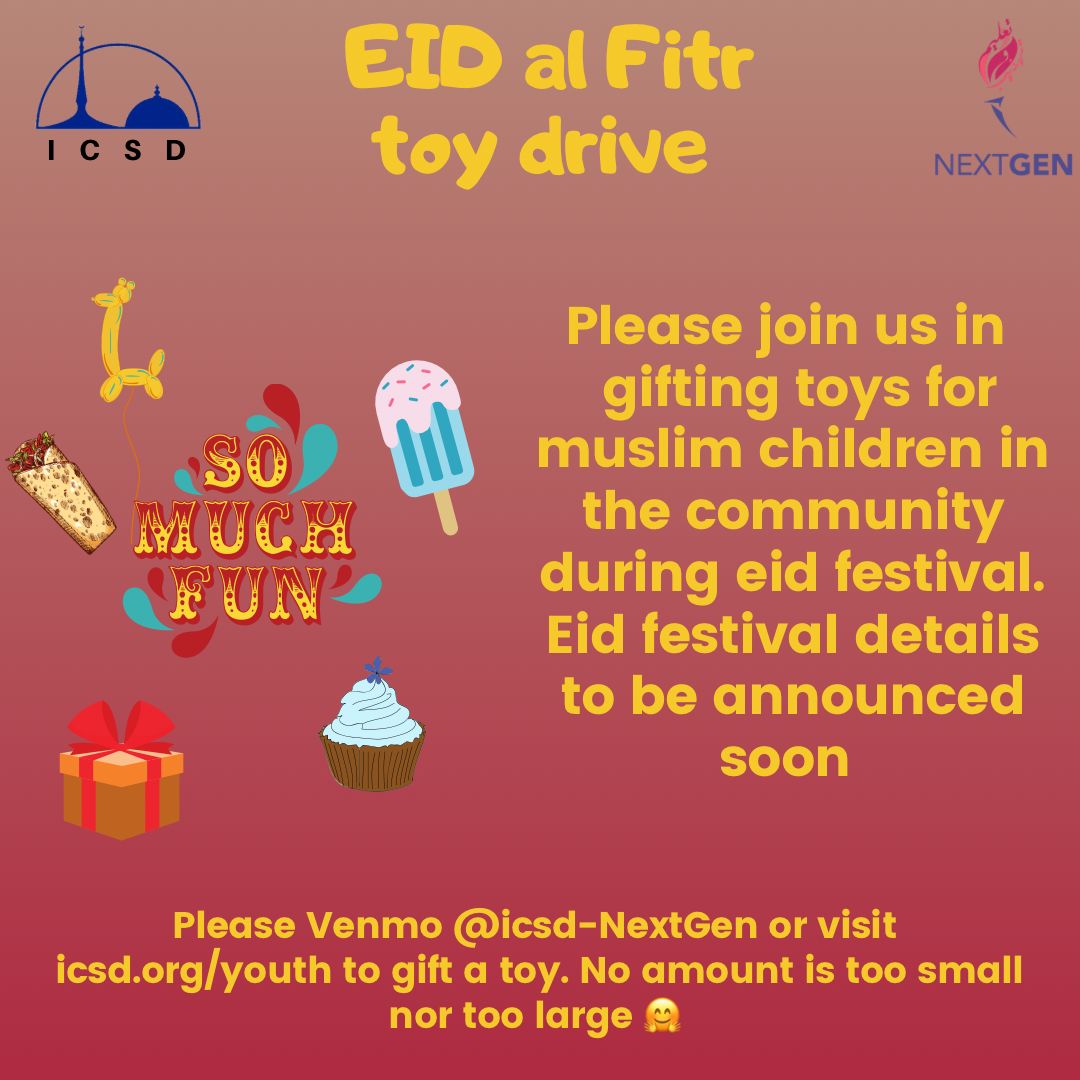 EID al Fitr
toy drive
I C S D
NEXTGEN
SO
MUCH
FUN
Please join us in
gifting toys for
muslim children in
the community
during eid festival.
Eid festival details
to be announced
soon
Please Venmo @icsd-NextGen or visit
icsd.org/youth to gift a toy. No amount is too small
nor too large 🤗